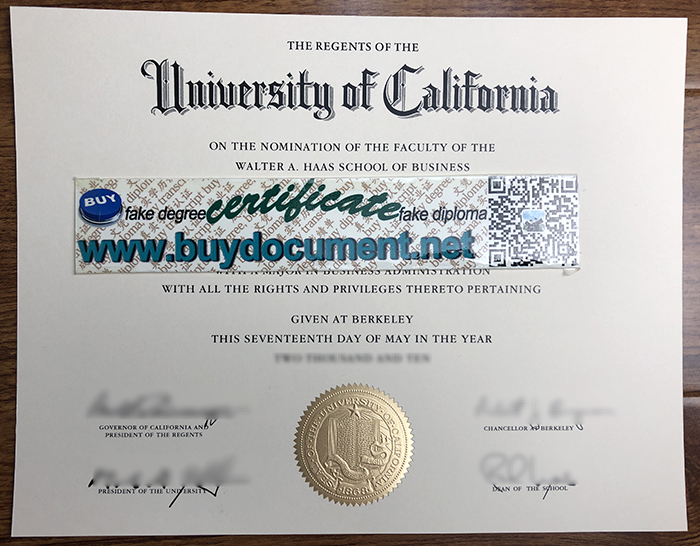 THE REGENTS OF THE
University of California
ON THE NOMINATION OF THE FACULTY OF THE
WALTER A. HAAS SCHOOL OF BUSINESS
BUY
fake degree certificate fake diploma
www.buydocument.net
MAJOR IN BUSINESS ADMINISTRATION
WITH ALL THE RIGHTS AND PRIVILEGES THERETO PERTAINING
GIVEN AT BERKELEY
THIS SEVENTEENTH DAY OF MAY IN THE YEAR
TWO THOUSAND AND TEN
GOVERNOR OF CALIFORNIA AND
PRESIDENT OF THE REGENTS
CHANCELLOR AT BERKELEY
PRESIDENT OF THE UNIVERSITY
DEAN OF THE SCHOOL
1868